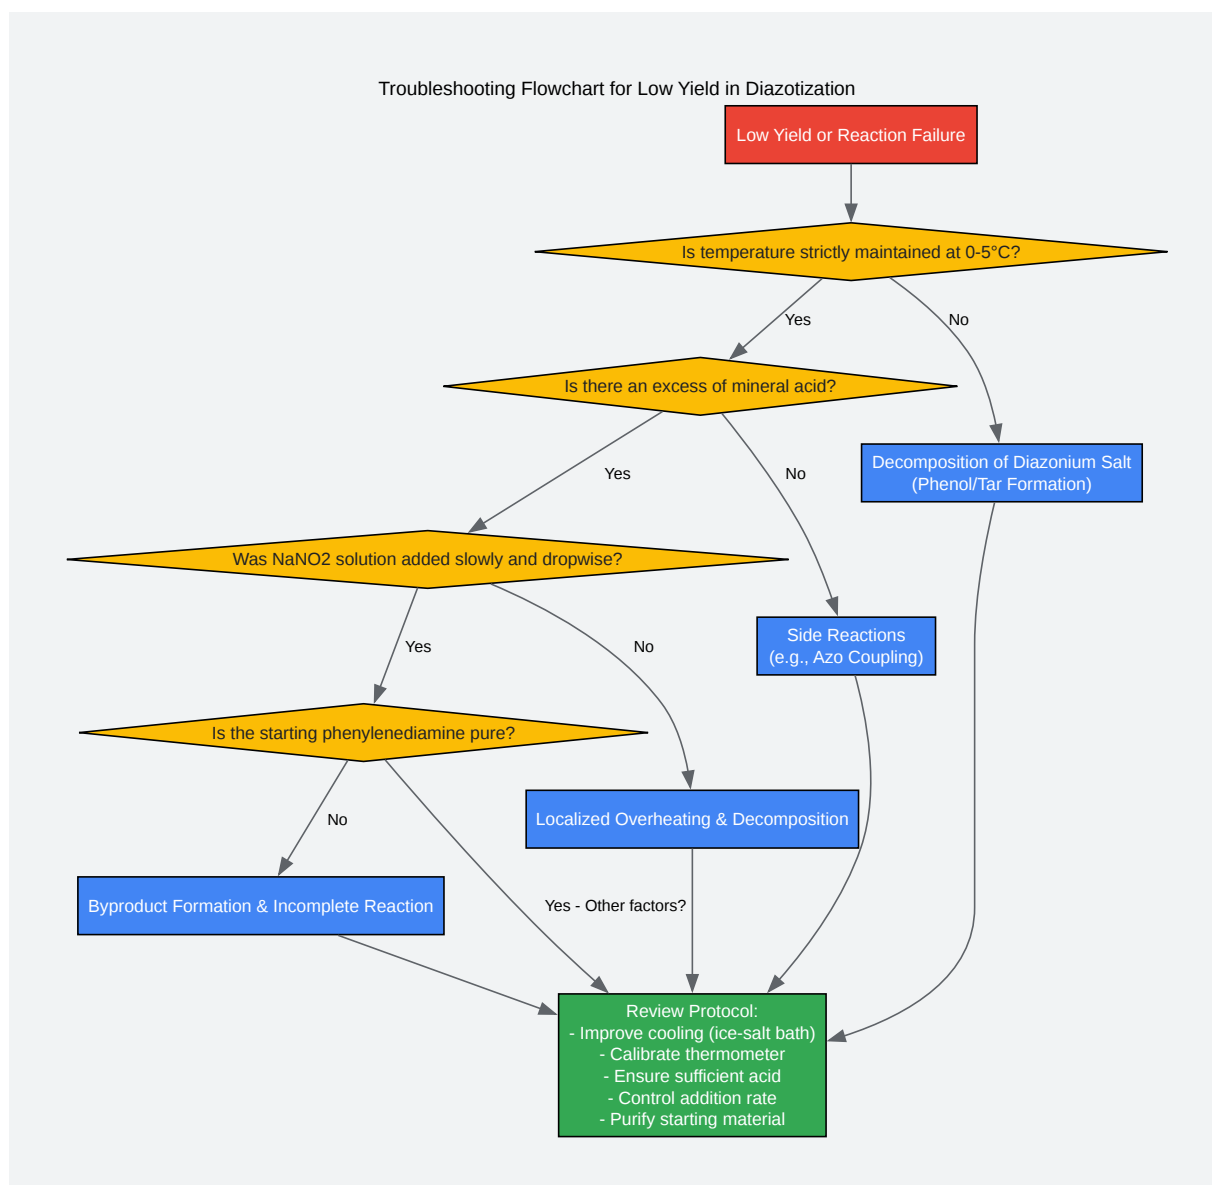 Troubleshooting Flowchart for Low Yield in Diazotization
Low Yield or Reaction Failure
Is temperature strictly maintained at 0-5°C?
Yes
No
Is there an excess of mineral acid?
Decomposition of Diazonium Salt
(Phenol/Tar Formation)
Yes
No
Was NaNO2 solution added slowly and dropwise?
Side Reactions
(e.g., Azo Coupling)
Yes
No
Is the starting phenylenediamine pure?
Localized Overheating & Decomposition
No
Byproduct Formation & Incomplete Reaction
Yes - Other factors?
Review Protocol:
- Improve cooling (ice-salt bath)
- Calibrate thermometer
- Ensure sufficient acid
- Control addition rate
- Purify starting material